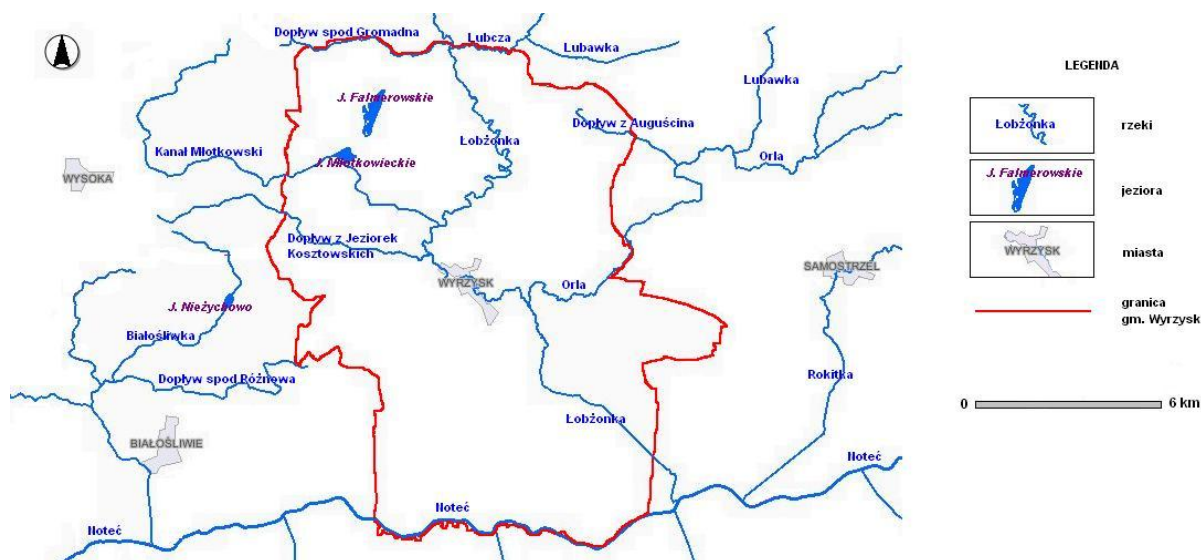 Dopływ spod Gromadna
Lubcza
Lubawka
Lubawka
J. Falmerowskie
Łobżonka
Dopływ z Auguścina
Kanał Młotkowski
J. Młotkowieckie
Orla
WYSOKA
Dopływ z Jeziorek
Kosztowskich
WYRZYSK
SAMOSTRZEL
Orla
J. Nieżychowo
Białośliwka
Dopływ spod Różnowa
Rokitka
Łobżonka
BIAŁOŚLIWIE
Noteć
Noteć
Noteć
LEGENDA
Łobżonka
rzeki
J. Falmerowskie
jeziora
WYRZYSK
miasta
granica
gm. Wyrzysk
0 6 km